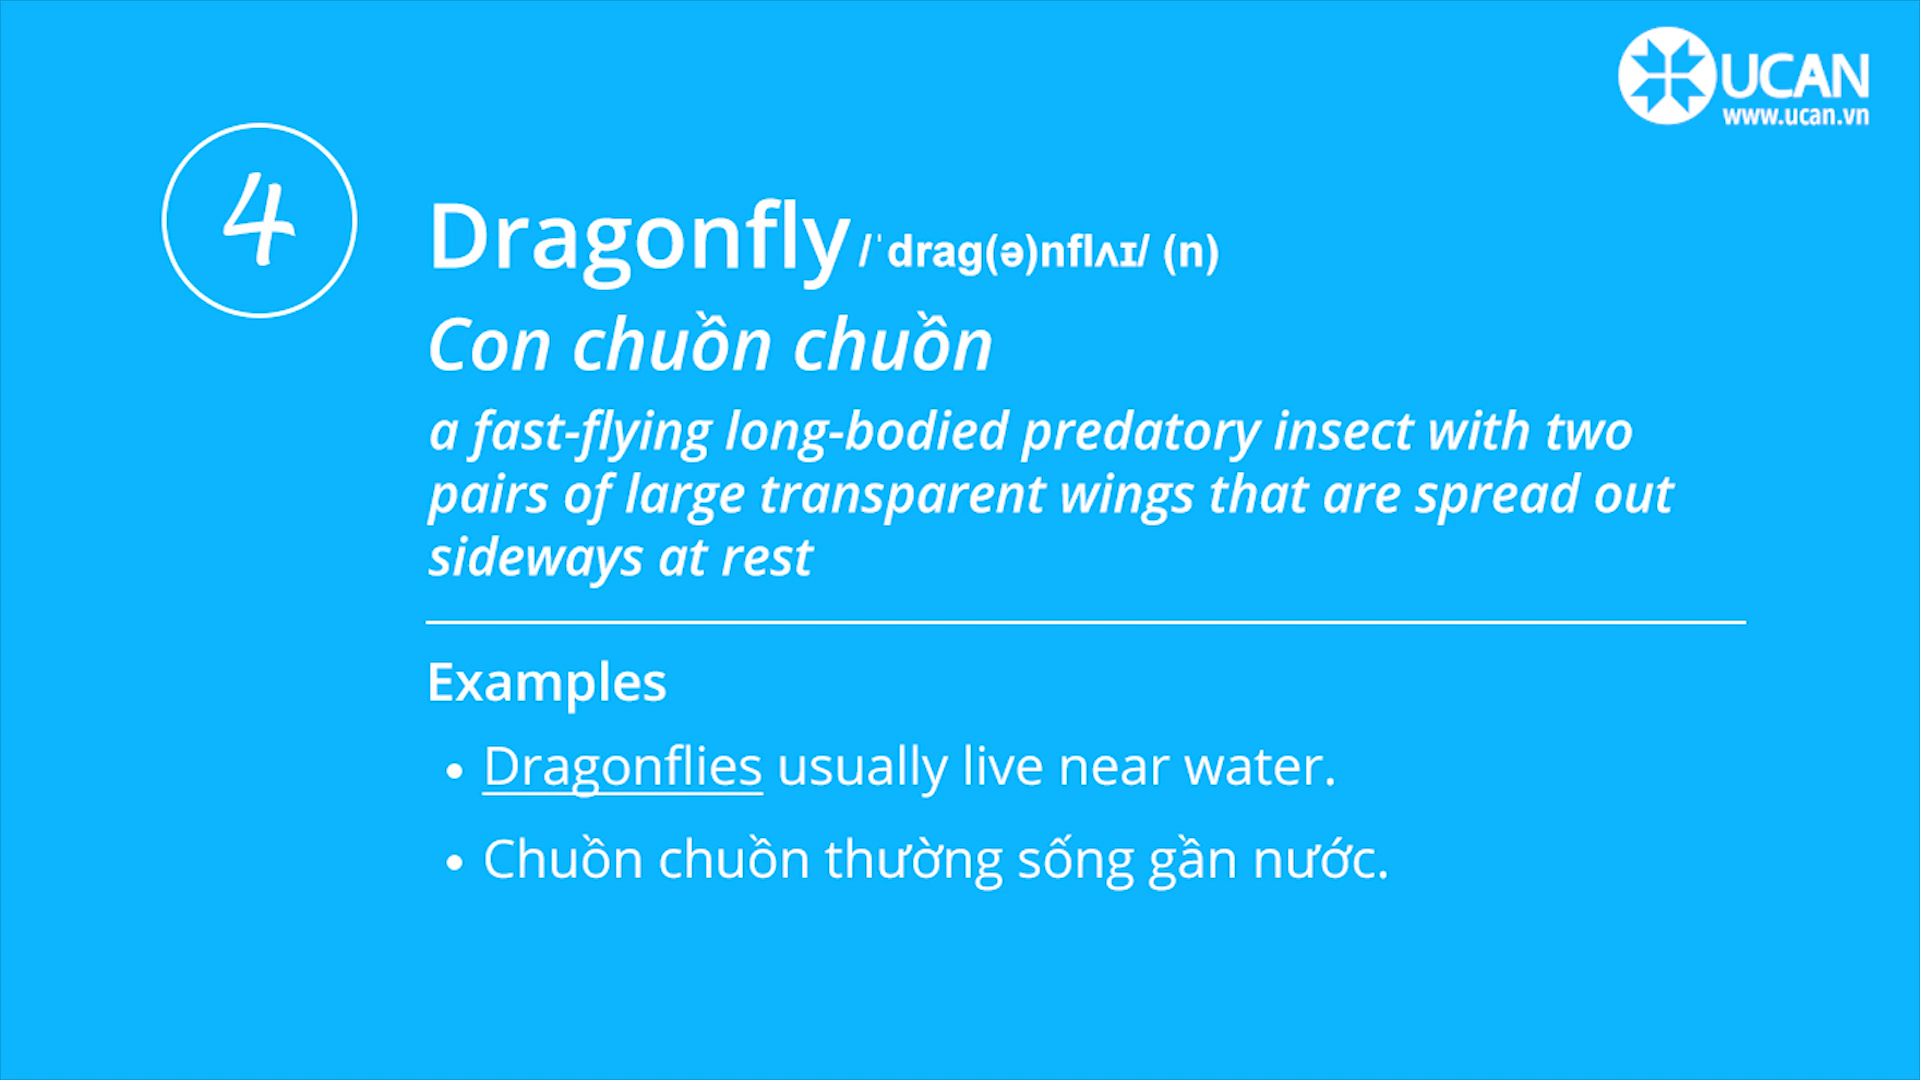 UCAN
www.ucan.vn
4
Dragonfly /ˈdrag(ə)nflʌɪ/ (n)
Con chuồn chuồn
a fast-flying long-bodied predatory insect with two
pairs of large transparent wings that are spread out
sideways at rest
Examples
• Dragonflies usually live near water.
• Chuồn chuồn thường sống gần nước.